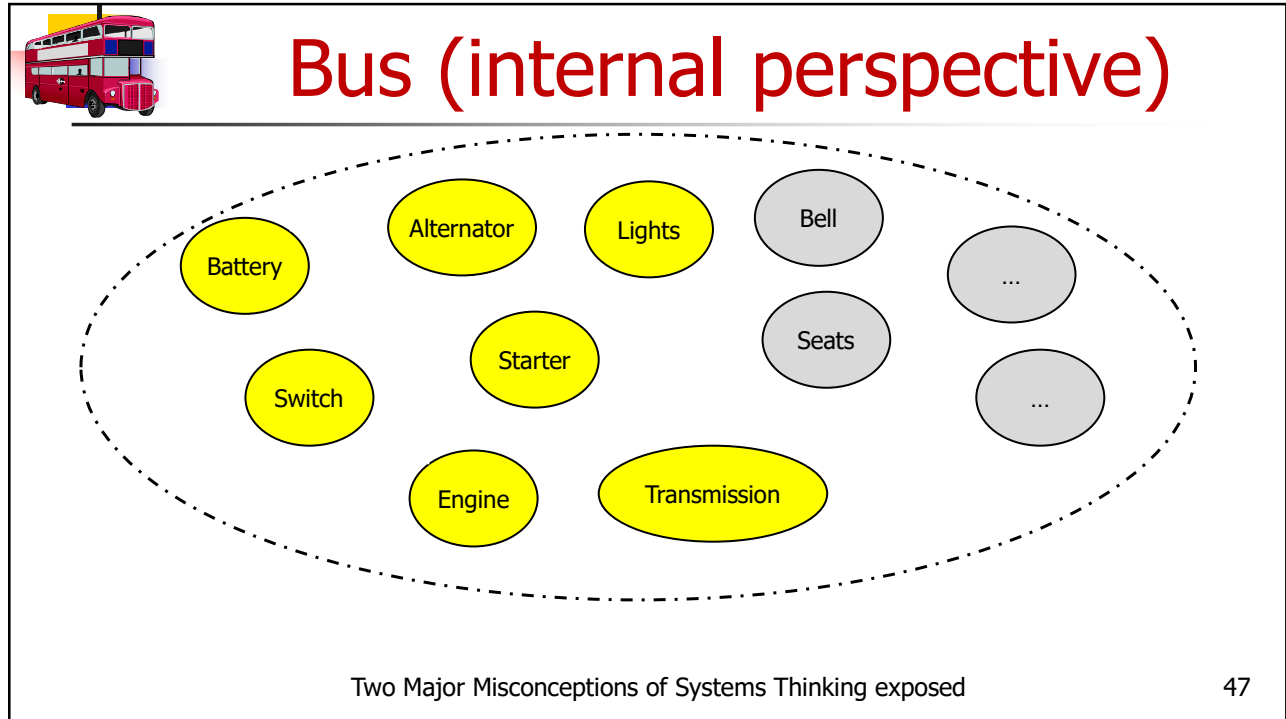 Bus (internal perspective)
Alternator
Lights
Bell
Battery
...
Starter
Seats
Switch
...
Engine
Transmission
Two Major Misconceptions of Systems Thinking exposed
47